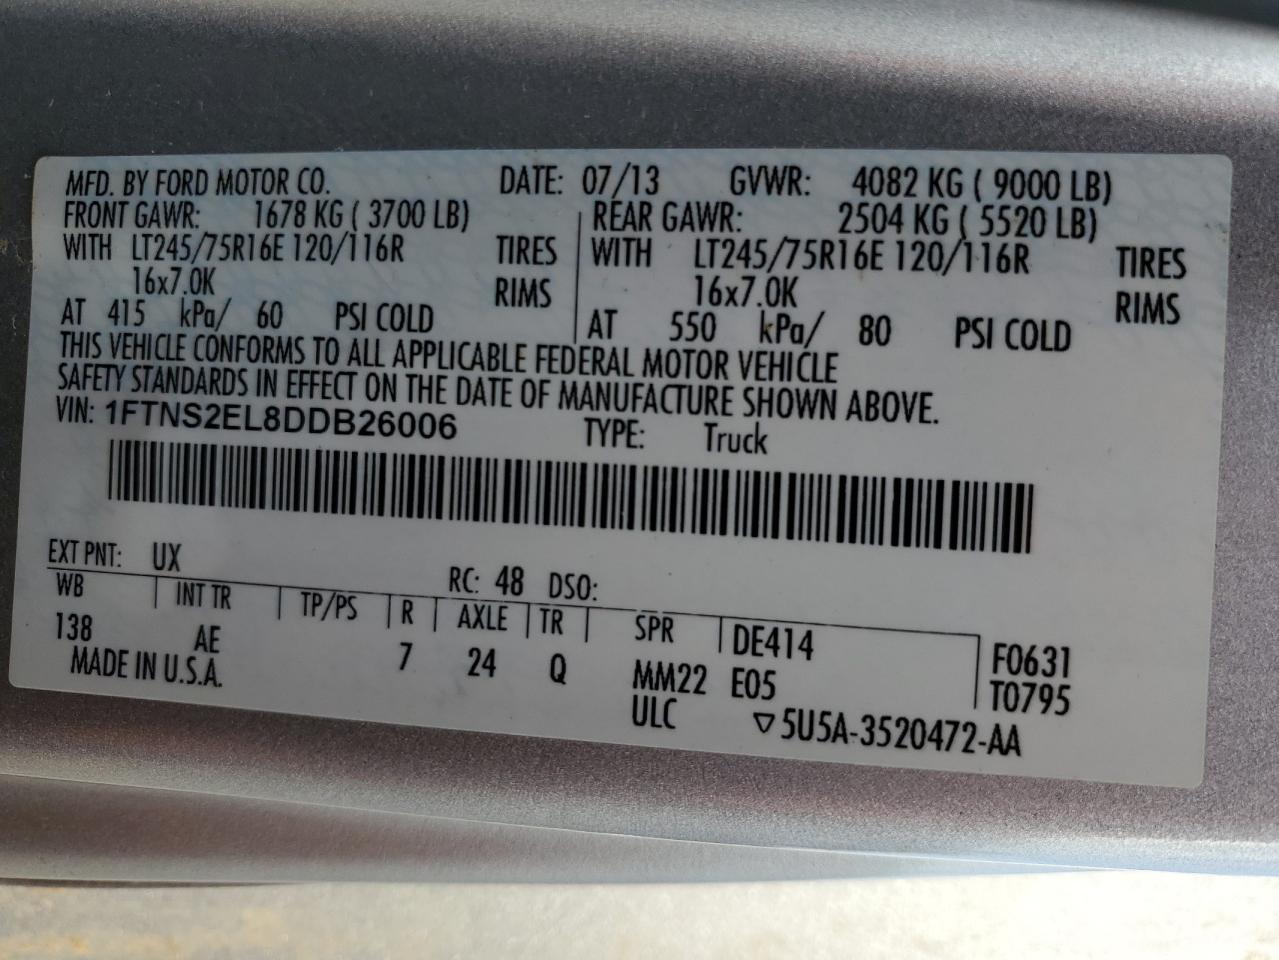 MFD. BY FORD MOTOR CO. DATE: 07/13 GVWR: 4082 KG ( 9000 LB)
FRONT GAWR: 1678 KG ( 3700 LB) REAR GAWR: 2504 KG ( 5520 LB)
WITH LT245/75R16E 120/116R TIRES WITH LT245/75R16E 120/116R TIRES
16x7.0K RIMS 16x7.0K RIMS
AT 415 kPa/ 60 PSI COLD AT 550 kPa/ 80 PSI COLD
THIS VEHICLE CONFORMS TO ALL APPLICABLE FEDERAL MOTOR VEHICLE
SAFETY STANDARDS IN EFFECT ON THE DATE OF MANUFACTURE SHOWN ABOVE.
VIN: 1FTNS2EL8DDB26006 TYPE: Truck
EXT PNT: UX RC: 48 DSO:
WB INT TR TP/PS R AXLE TR SPR DE414 F0631
138 AE 7 24 Q MM22 E05 T0795
MADE IN U.S.A. ULC ▽5U5A-3520472-AA